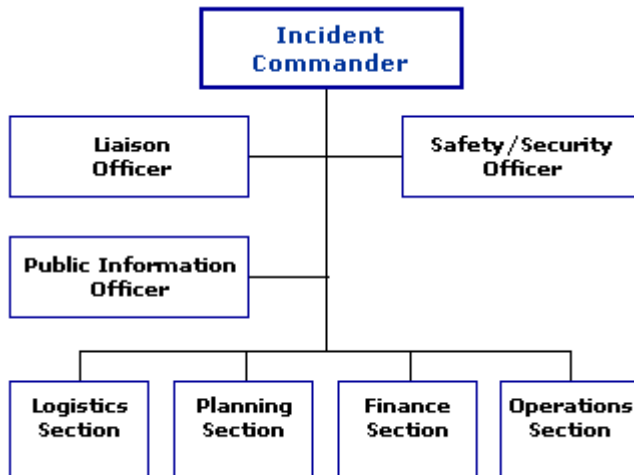 Incident
Commander
Liaison
Officer
Safety/Security
Officer
Public Information
Officer
Logistics
Section
Planning
Section
Finance
Section
Operations
Section